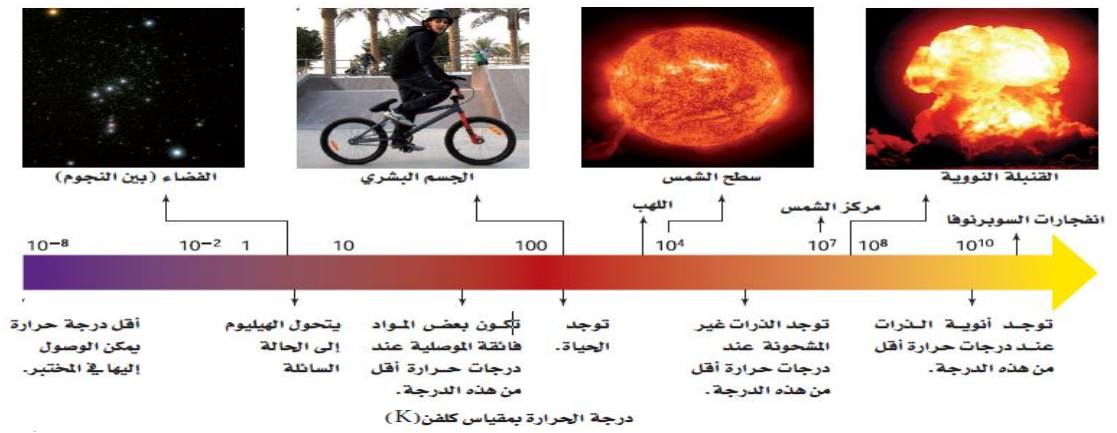 الفضاء (بين النجوم)
الجسم البشري
سطح الشمس
القنبلة النووية
اللهب
مركز الشمس
انفجارات السوبرنوفا
10⁻⁸ 10⁻² 1 10 100 10⁴ 10⁷ 10⁸ 10¹⁰
أقل درجة حرارة
يمكن الوصول
إليها في المختبر.
يتحول الهيليوم
إلى الحالة
السائلة
تكون بعض المواد
فائقة الموصلية عند
درجات حرارة أقل
من هذه الدرجة.
توجد
الحياة.
توجد الذرات غير
المشحونة عند
درجات حرارة أقل
من هذه الدرجة.
توجد أنوية الذرات
عند درجات حرارة أقل
من هذه الدرجة.
درجة الحرارة بمقياس كلفن (K)